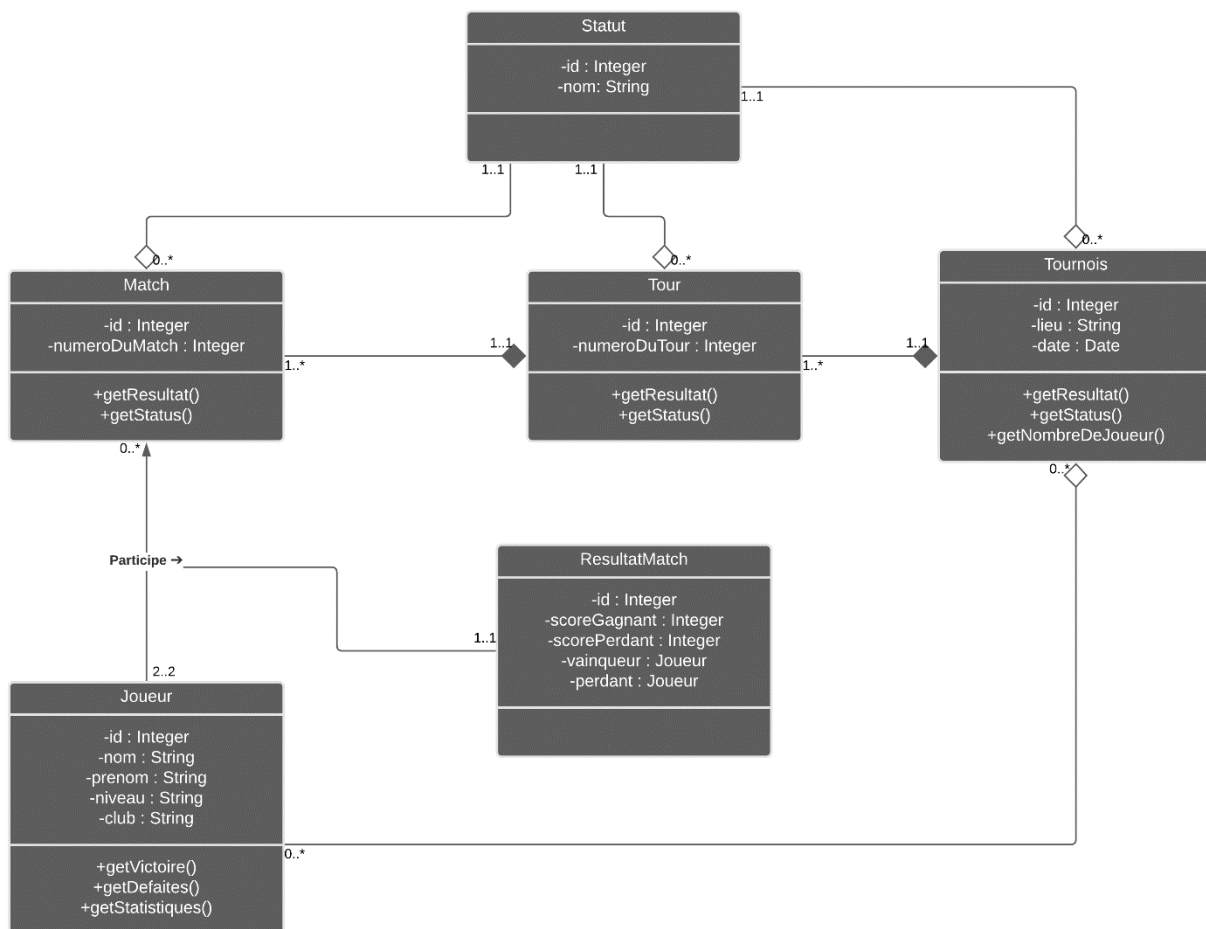 Statut
-id : Integer
-nom: String
1..1
1..1
1..1
0..*
0..*
0..*
Match
-id : Integer
-numeroDuMatch : Integer
+getResultat()
+getStatus()
1..*
1..1
0..*
Tour
-id : Integer
-numeroDuTour : Integer
+getResultat()
+getStatus()
1..*
1..1
Tournois
-id : Integer
-lieu : String
-date : Date
+getResultat()
+getStatus()
+getNombreDeJoueur()
0..*
Participe ➔
1..1
2..2
ResultatMatch
-id : Integer
-scoreGagnant : Integer
-scorePerdant : Integer
-vainqueur : Joueur
-perdant : Joueur
Joueur
-id : Integer
-nom : String
-prenom : String
-niveau : String
-club : String
+getVictoire()
+getDefaites()
+getStatistiques()
0..*